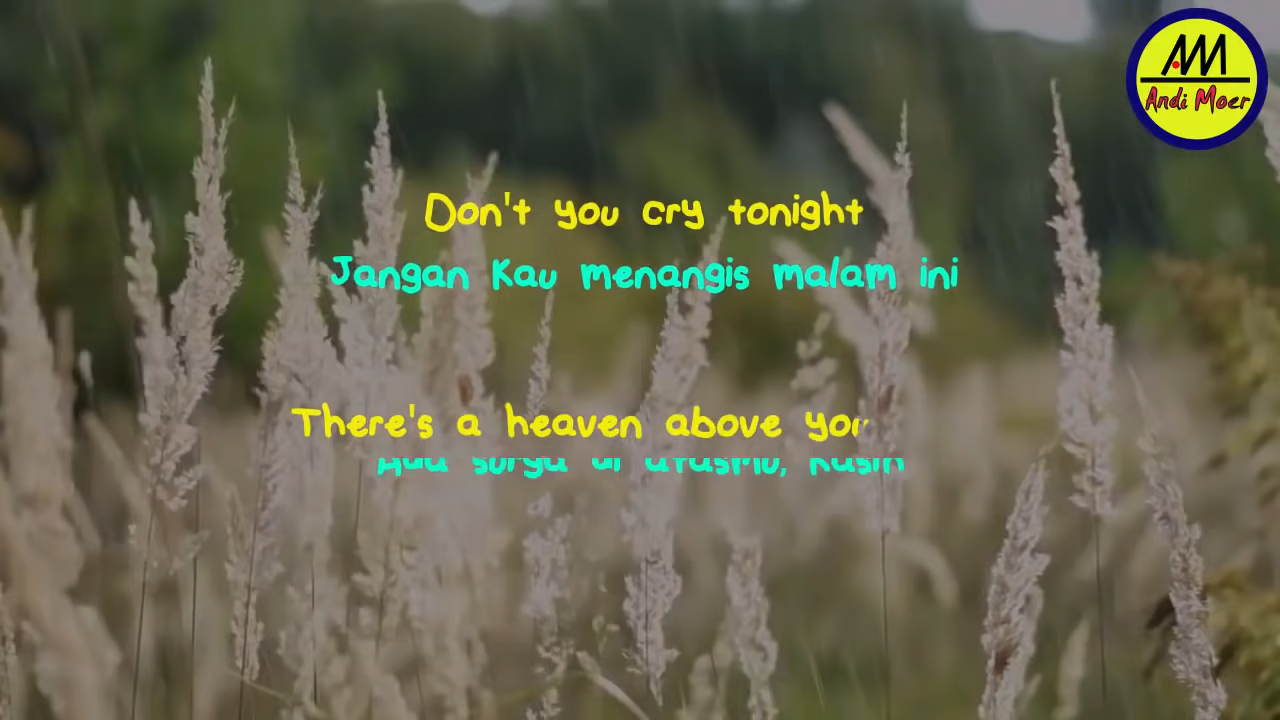 AM
Andi Moer
Don't you cry tonight
Jangan Kau menangis malam ini
There's a heaven above you
Ada surga di atasmu, kasih